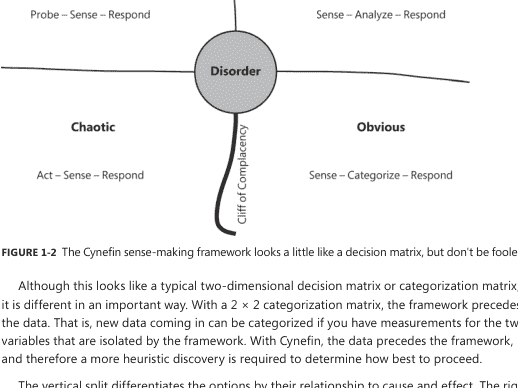 Probe – Sense – Respond
Sense – Analyze – Respond
Disorder
Chaotic
Obvious
Cliff of Complacency
Act – Sense – Respond
Sense – Categorize – Respond
FIGURE 1-2 The Cynefin sense-making framework looks a little like a decision matrix, but don't be
Although this looks like a typical two-dimensional decision matrix or categorization matrix,
it is different in an important way. With a 2 × 2 categorization matrix, the framework precedes
the data. That is, new data coming in can be categorized if you have measurements for the
variables that are isolated by the framework. With Cynefin, the data precedes the framework,
and therefore a more heuristic discovery is required to determine how best to proceed.
The vertical split differentiates the options by their relationship to cause and effect. The